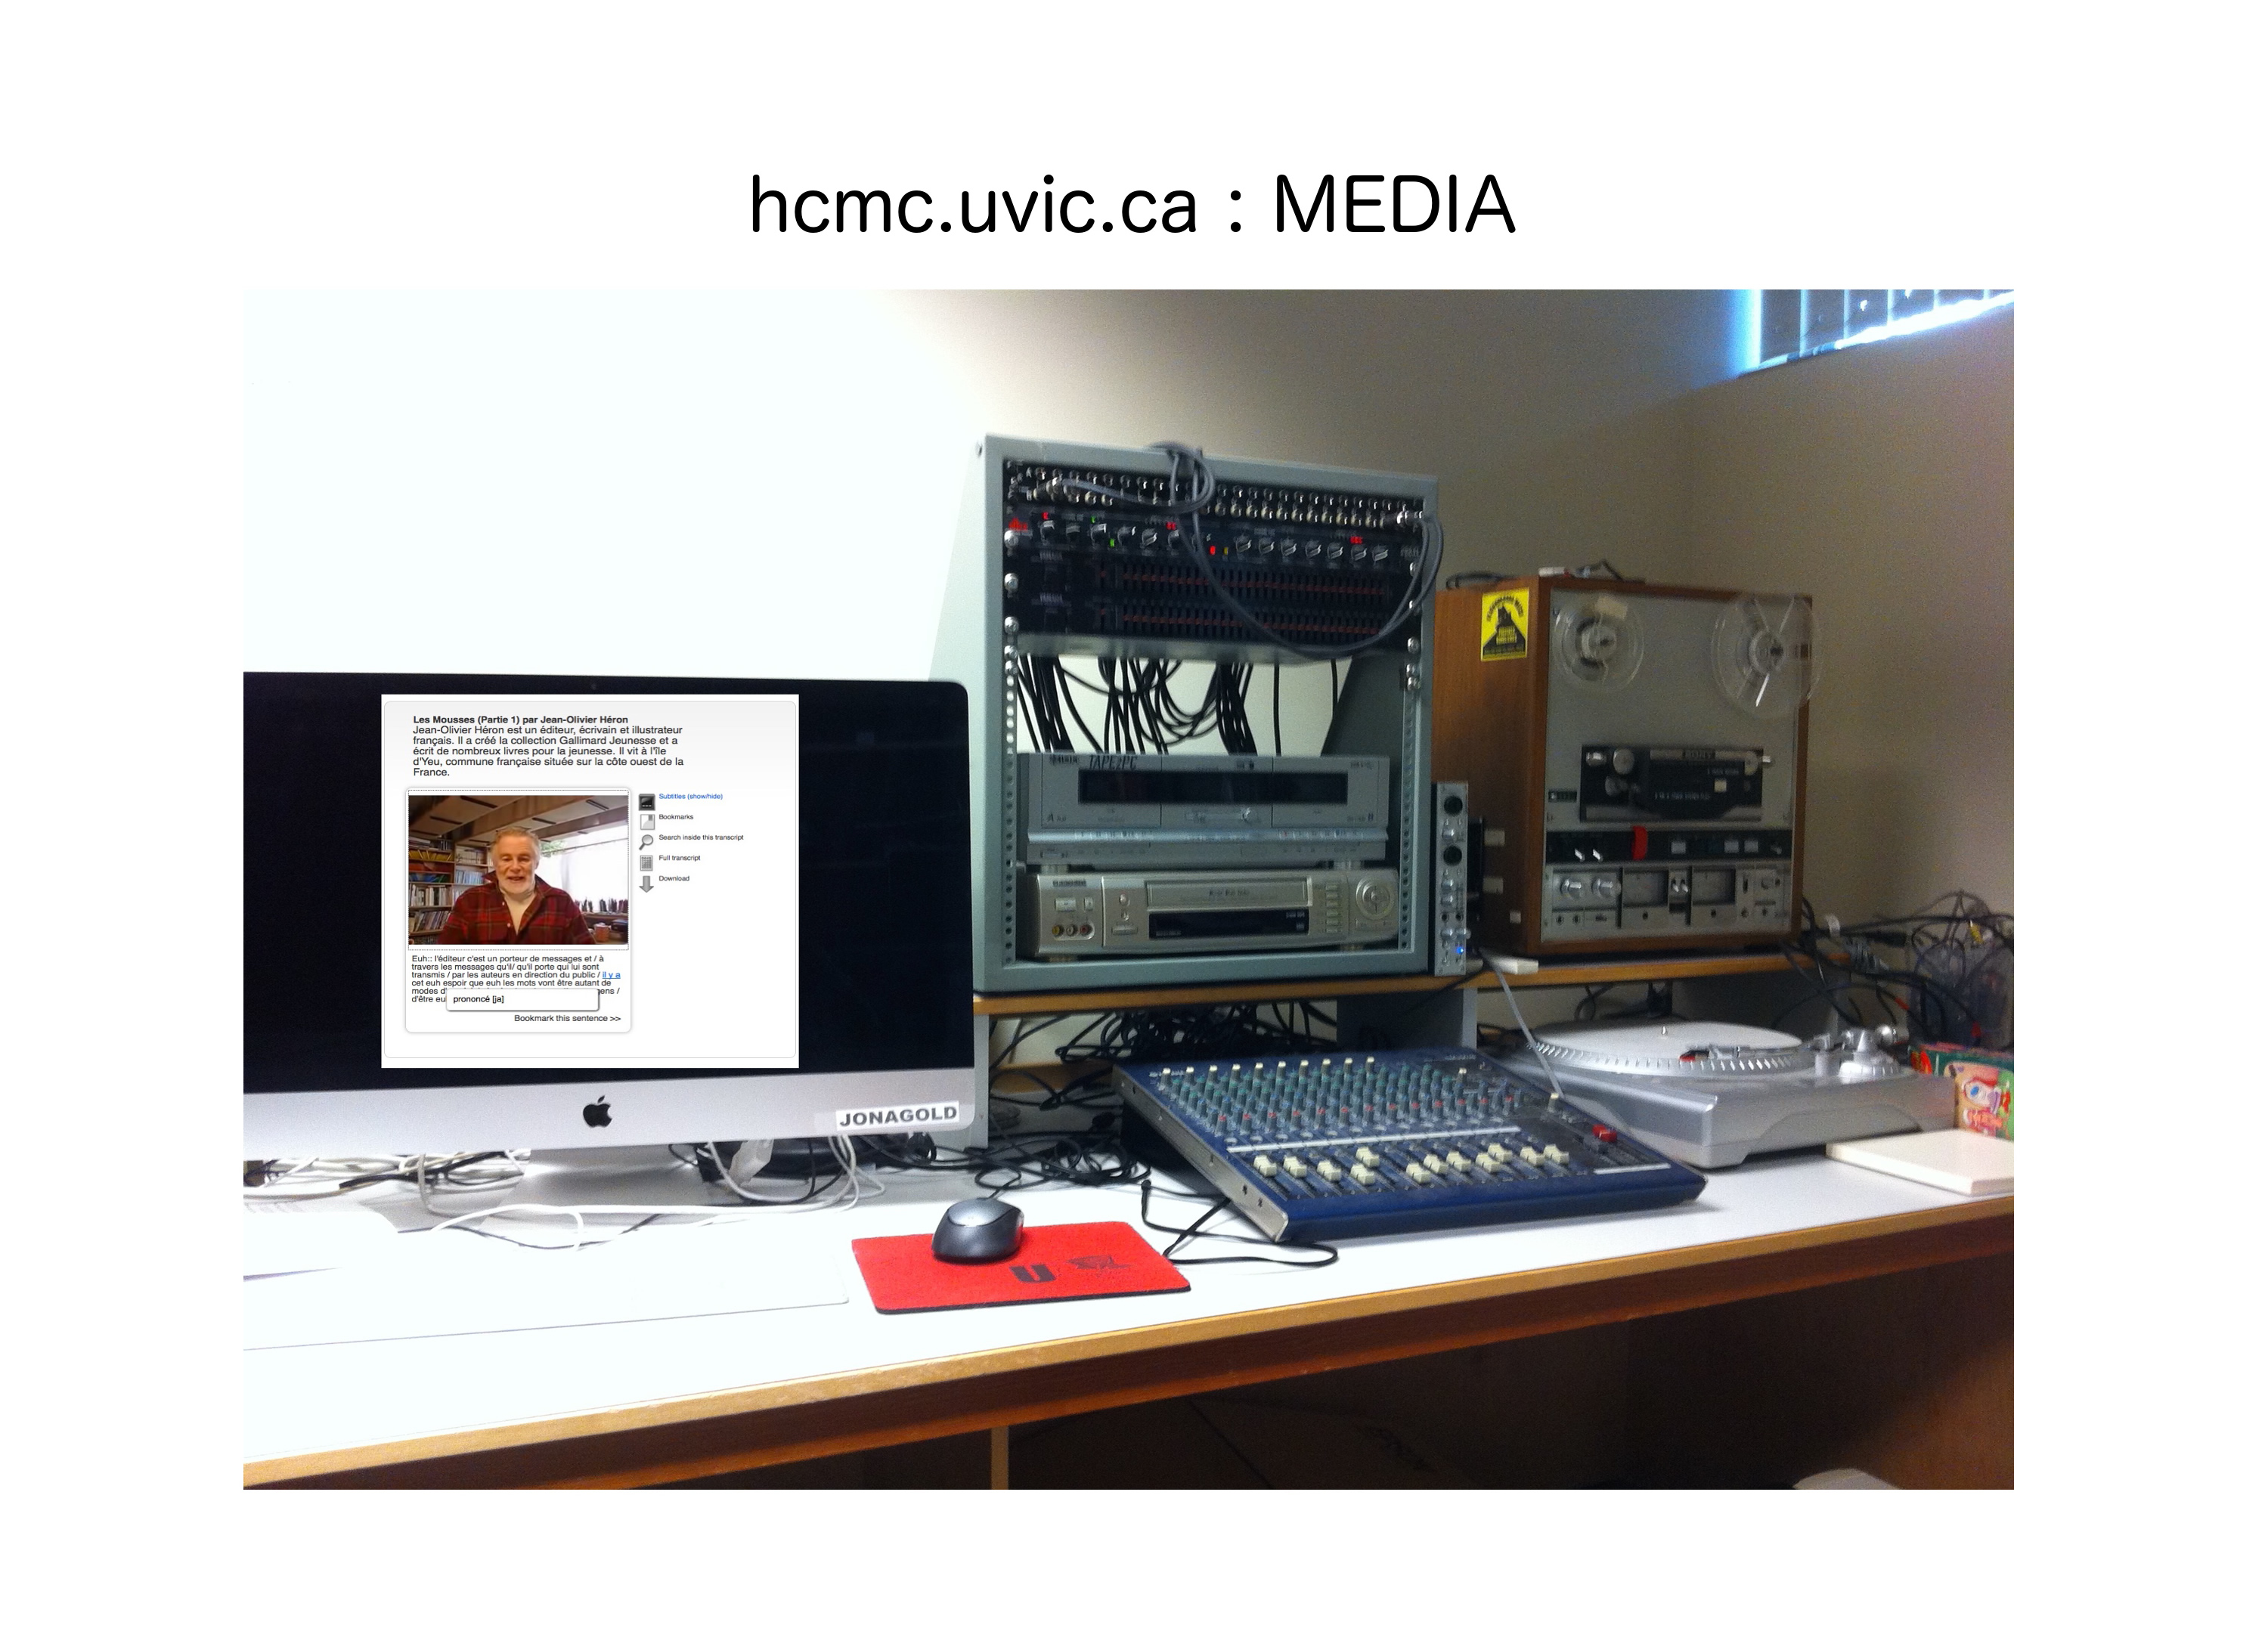 hcmc.uvic.ca : MEDIA
Les Mousses (Partie 1) par Jean-Olivier Héron
Jean-Olivier Héron est un éditeur, écrivain et illustrateur
français. Il a créé la collection Gallimard Jeunesse et a
écrit de nombreux livres pour la jeunesse. Il vit à l'île
d'Yeu, commune française située sur la côte ouest de la
France.
Subtitles (show/hide)
Bookmarks
Search inside this transcript
Full transcript
Download
Euh:: l'éditeur c'est un porteur de messages et / à
travers les messages qu'il/ qu'il porte qui lui sont
transmis / par les auteurs en direction du public / il y a
cet euh espoir que euh les mots vont être autant de
modes
d'être
prononcé [ja]
Bookmark this sentence >>
JONAGOLD
TAPE2PC
SONY
U